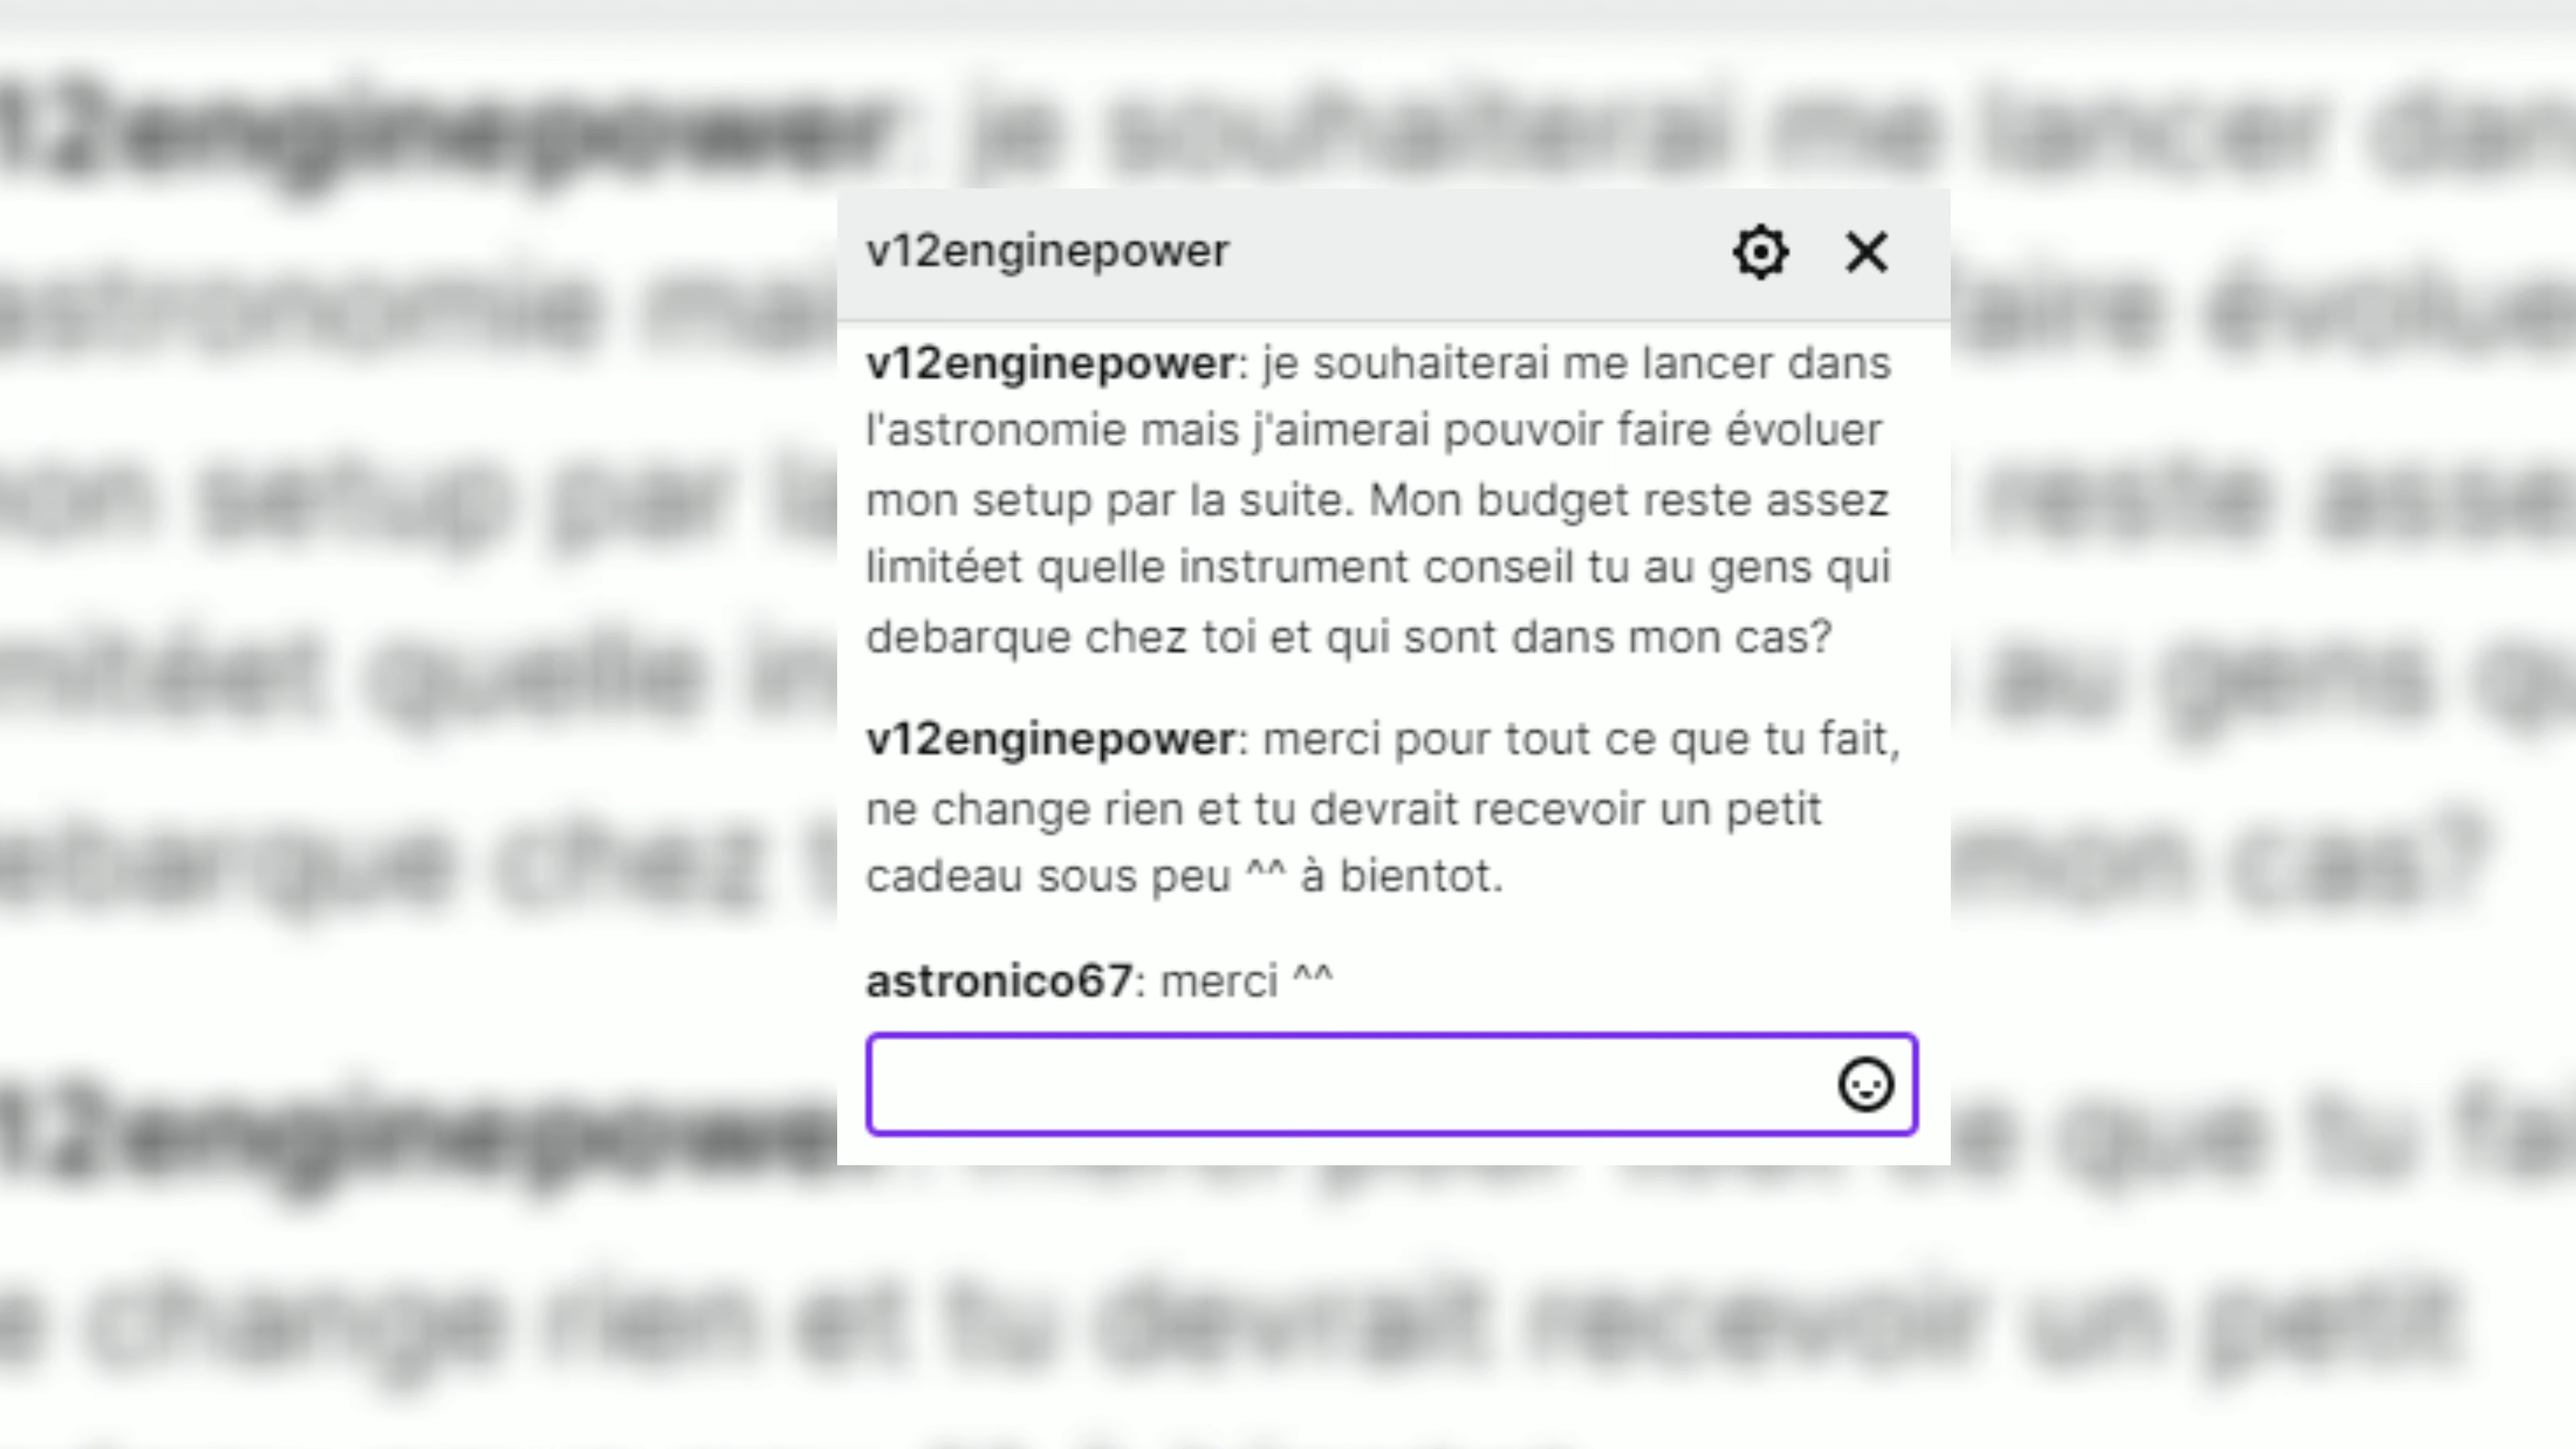 v12enginepower
v12enginepower: je souhaiterai me lancer dans
l'astronomie mais j'aimerai pouvoir faire évoluer
mon setup par la suite. Mon budget reste assez
limitéet quelle instrument conseil tu au gens qui
debarque chez toi et qui sont dans mon cas?
v12enginepower: merci pour tout ce que tu fait,
ne change rien et tu devrait recevoir un petit
cadeau sous peu ^^ à bientot.
astronico67: merci ^^